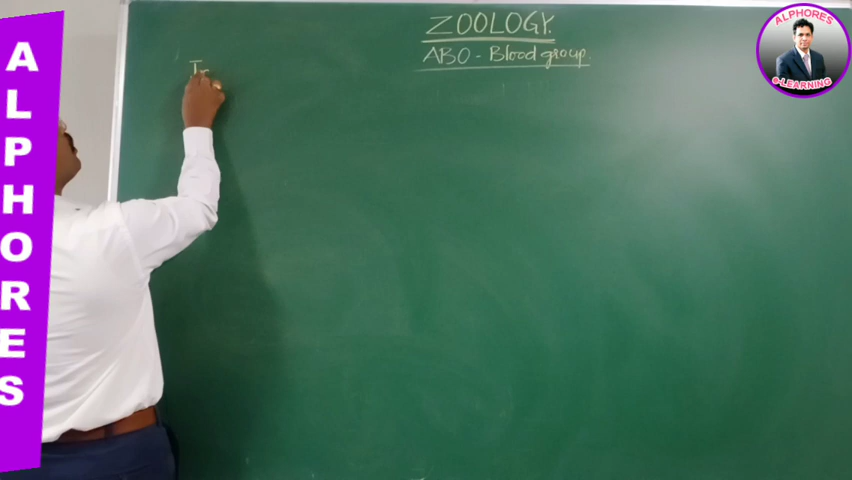 ALPHORES
ZOOLOGY.
ABO - Blood group.
ALPHORES
e-LEARNING